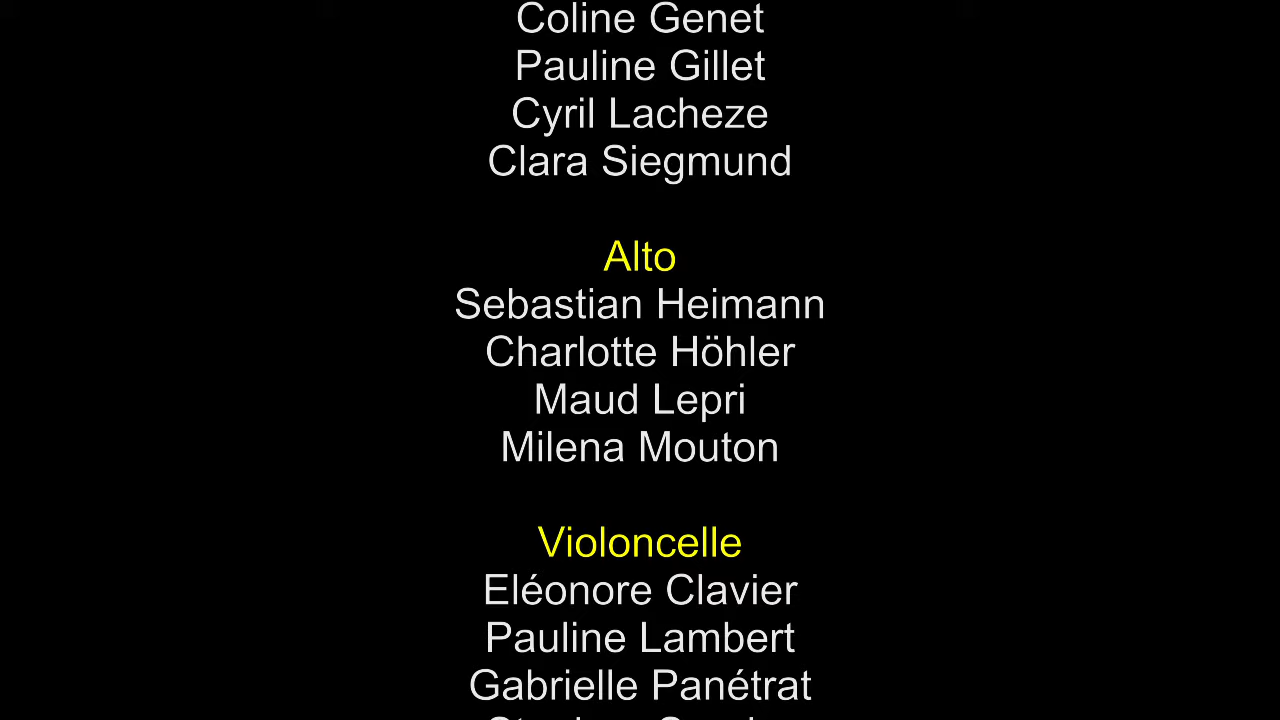 Coline Genet
Pauline Gillet
Cyril Lacheze
Clara Siegmund
Alto
Sebastian Heimann
Charlotte Höhler
Maud Lepri
Milena Mouton
Violoncelle
Eléonore Clavier
Pauline Lambert
Gabrielle Panétrat